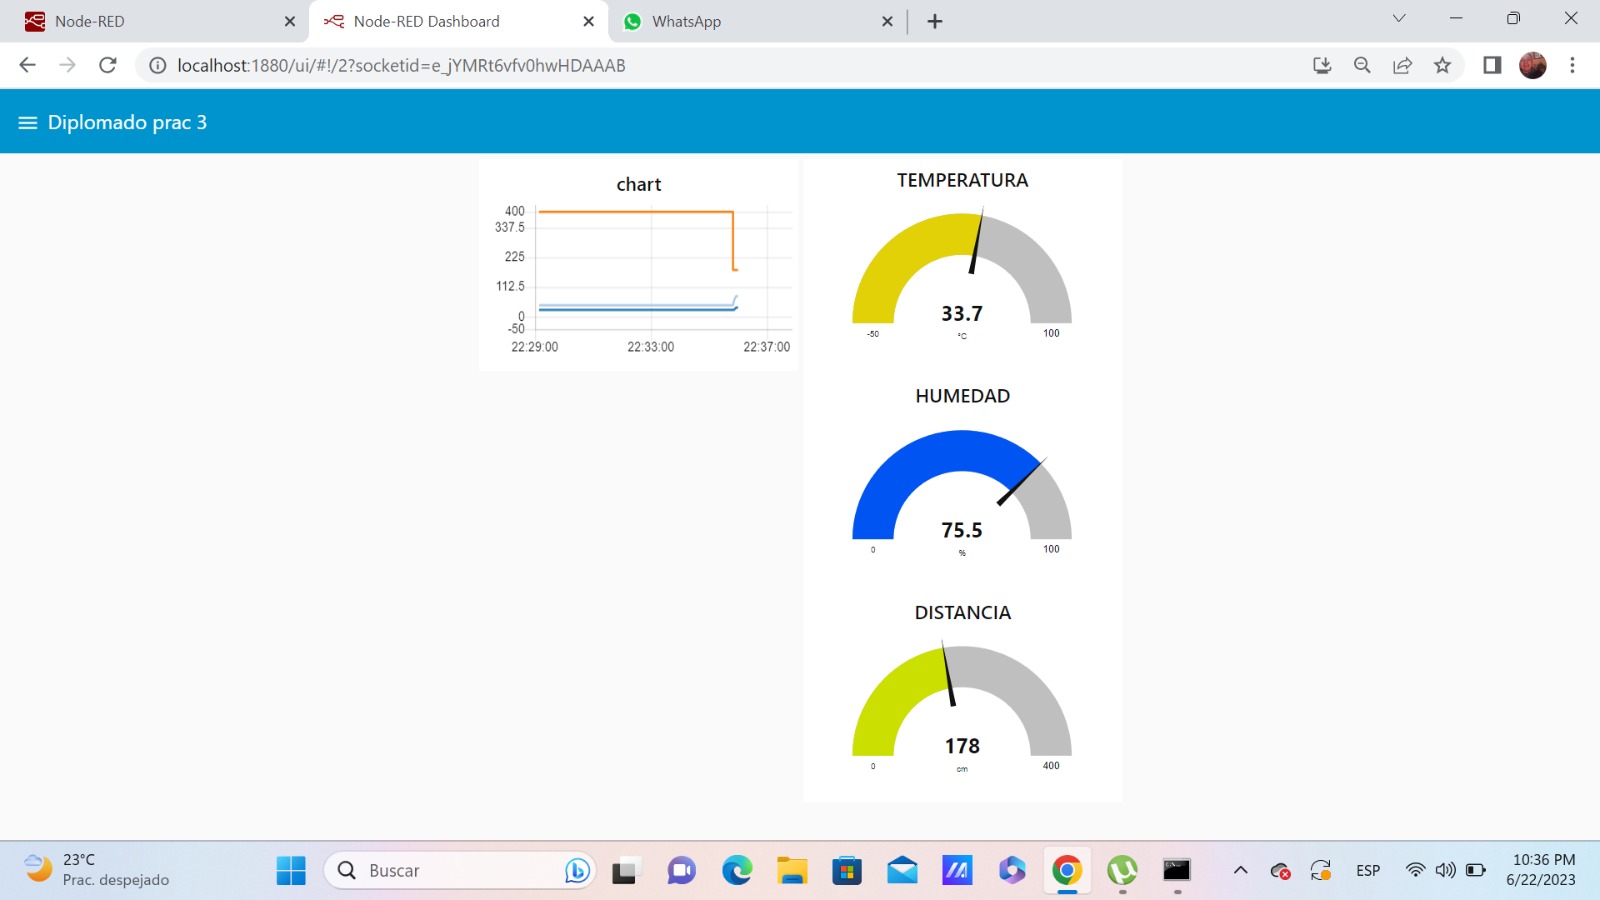 Node-RED
Node-RED Dashboard
WhatsApp
localhost:1880/ui/#!/2?socketid=e_jYMRt6vfv0hwHDAAAB
Diplomado prac 3
chart
400
337.5
225
112.5
0
-50
22:29:00 22:33:00 22:37:00
TEMPERATURA
33.7
°C
-50 100
HUMEDAD
75.5
%
0 100
DISTANCIA
178
cm
0 400
23°C
Prac. despejado
Buscar
ESP
10:36 PM
6/22/2023